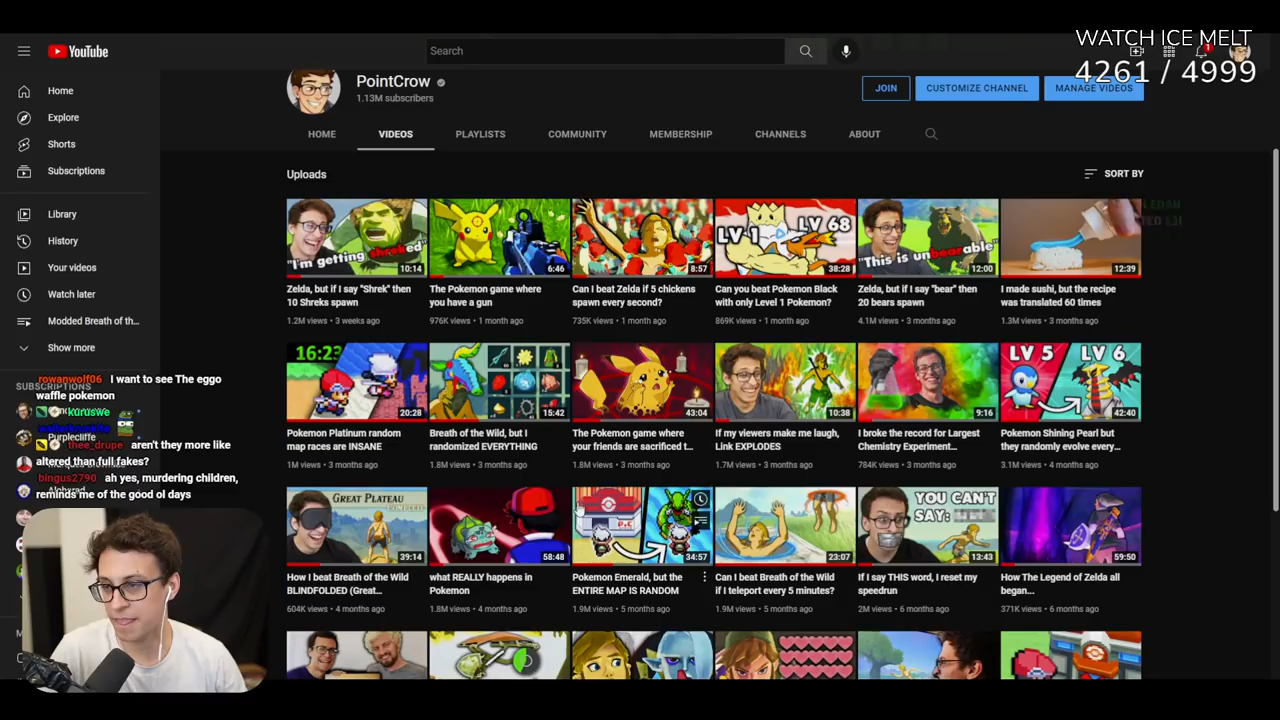 WATCH ICE MELT
4261 / 4999
YouTube
Search
1
PointCrow
1.13M subscribers
JOIN
CUSTOMIZE CHANNEL
MANAGE VIDEOS
HOME
VIDEOS
PLAYLISTS
COMMUNITY
MEMBERSHIP
CHANNELS
ABOUT
Home
Explore
Shorts
Subscriptions
Library
History
Your videos
Watch later
Modded Breath of th...
Show more
SUBSCRIPTIONS
Purplecliffe
rowanwolf06 I want to see The eggo
waffle pokemon
kuruswe
thee_drupe aren't they more like
altered than full fakes?
bingus2790 ah yes, murdering children,
reminds me of the good ol days
Uploads
SORT BY
"I'm getting shreked"
10:14
Zelda, but if I say "Shrek" then
10 Shreks spawn
1.2M views • 3 weeks ago
6:46
The Pokemon game where
you have a gun
976K views • 1 month ago
8:57
Can I beat Zelda if 5 chickens
spawn every second?
735K views • 1 month ago
LV 1
LV 68
38:28
Can you beat Pokemon Black
with only Level 1 Pokemon?
869K views • 1 month ago
"This is unbearable"
12:00
Zelda, but if I say "bear" then
20 bears spawn
4.1M views • 3 months ago
12:39
I made sushi, but the recipe
was translated 60 times
1.3M views • 3 months ago
16:23
20:28
Pokemon Platinum random
map races are INSANE
1M views • 3 months ago
15:42
Breath of the Wild, but I
randomized EVERYTHING
1.8M views • 3 months ago
43:04
The Pokemon game where
your friends are sacrificed t...
1.8M views • 3 months ago
10:38
If my viewers make me laugh,
Link EXPLODES
1.7M views • 3 months ago
9:16
I broke the record for Largest
Chemistry Experiment...
784K views • 3 months ago
LV 5
LV 6
42:40
Pokemon Shining Pearl but
they randomly evolve every...
3.1M views • 4 months ago
GREAT PLATEAU
39:14
How I beat Breath of the Wild
BLINDFOLDED (Great...
604K views • 4 months ago
58:48
what REALLY happens in
Pokemon
1.8M views • 4 months ago
P.C
34:57
Pokemon Emerald, but the
ENTIRE MAP IS RANDOM
1.9M views • 5 months ago
23:07
Can I beat Breath of the Wild
if I teleport every 5 minutes?
1.9M views • 5 months ago
YOU CAN'T
SAY:
13:43
If I say THIS word, I reset my
speedrun
2M views • 6 months ago
59:50
How The Legend of Zelda all
began...
371K views • 6 months ago